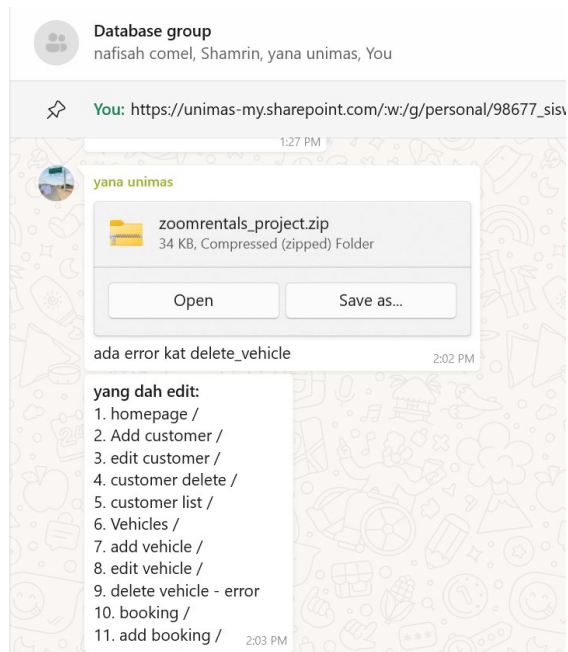 Database group
nafisah comel, Shamrin, yana unimas, You
You: https://unimas-my.sharepoint.com/:w:/g/personal/98677_sisw
1:27 PM
yana unimas
zoomrentals_project.zip
34 KB, Compressed (zipped) Folder
Open
Save as...
ada error kat delete_vehicle
2:02 PM
yang dah edit:
1. homepage /
2. Add customer /
3. edit customer /
4. customer delete /
5. customer list /
6. Vehicles /
7. add vehicle /
8. edit vehicle /
9. delete vehicle - error
10. booking /
11. add booking /
2:03 PM